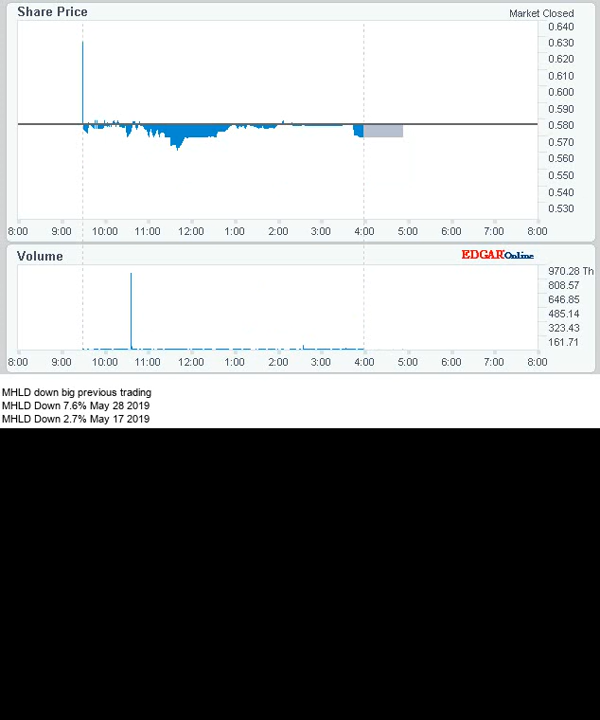 Share Price
Market Closed
0.640
0.630
0.620
0.610
0.600
0.590
0.580
0.570
0.560
0.550
0.540
0.530
8:00 9:00 10:00 11:00 12:00 1:00 2:00 3:00 4:00 5:00 6:00 7:00 8:00
Volume
EDGAR Online
970.28 Th
808.57
646.85
485.14
323.43
161.71
8:00 9:00 10:00 11:00 12:00 1:00 2:00 3:00 4:00 5:00 6:00 7:00 8:00
MHLD down big previous trading
MHLD Down 7.6% May 28 2019
MHLD Down 2.7% May 17 2019